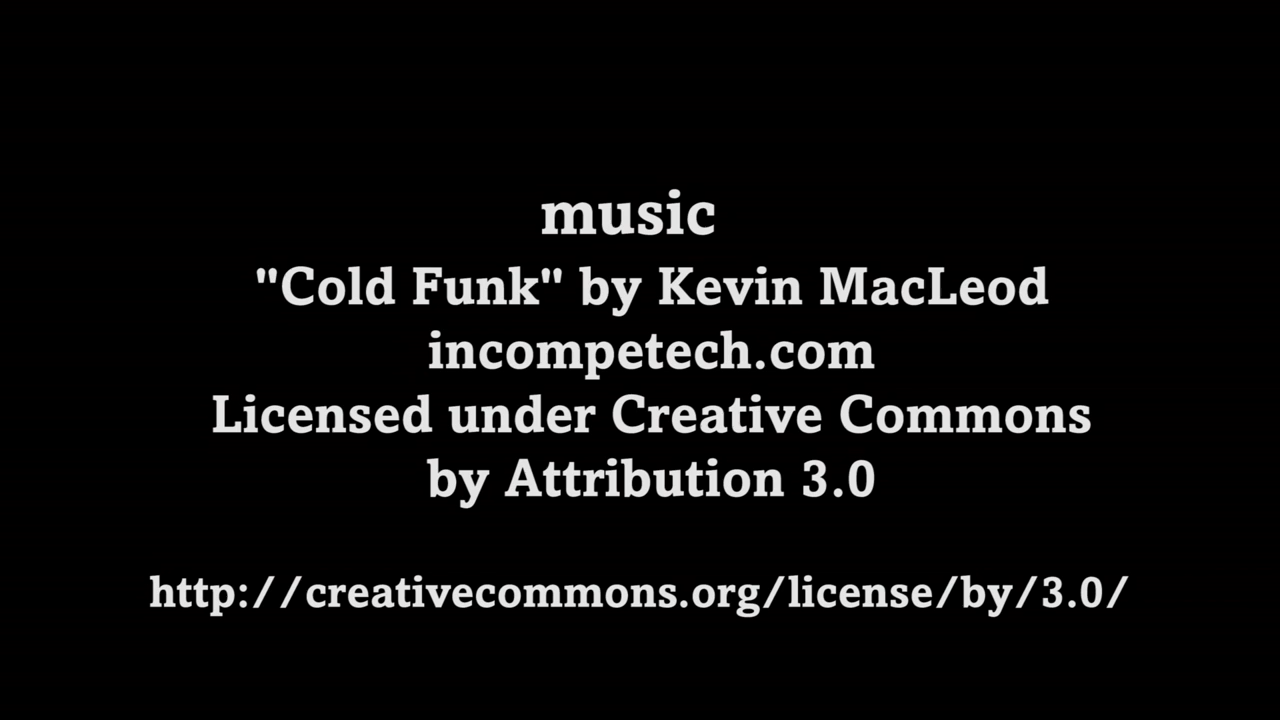 music
"Cold Funk" by Kevin MacLeod
incompetech.com
Licensed under Creative Commons
by Attribution 3.0
http://creativecommons.org/license/by/3.0/